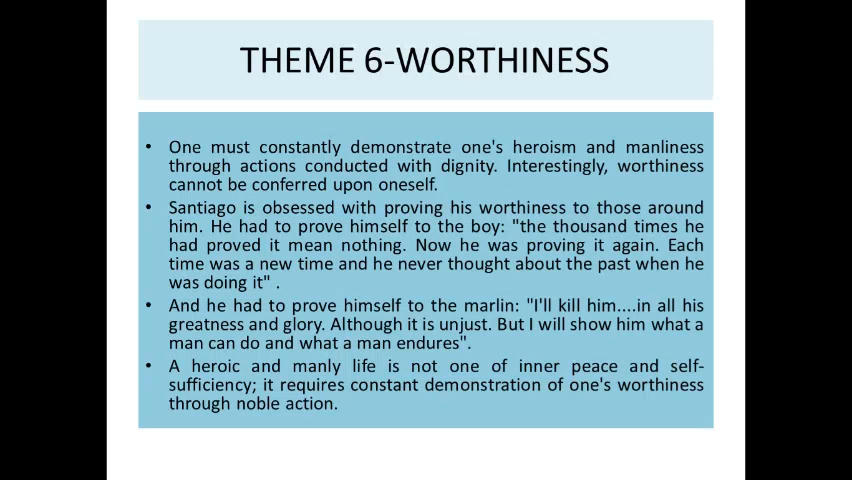 THEME 6-WORTHINESS
• One must constantly demonstrate one's heroism and manliness
through actions conducted with dignity. Interestingly, worthiness
cannot be conferred upon oneself.
• Santiago is obsessed with proving his worthiness to those around
him. He had to prove himself to the boy: "the thousand times he
had proved it mean nothing. Now he was proving it again. Each
time was a new time and he never thought about the past when he
was doing it" .
• And he had to prove himself to the marlin: "I'll kill him....in all his
greatness and glory. Although it is unjust. But I will show him what a
man can do and what a man endures".
• A heroic and manly life is not one of inner peace and self-
sufficiency; it requires constant demonstration of one's worthiness
through noble action.